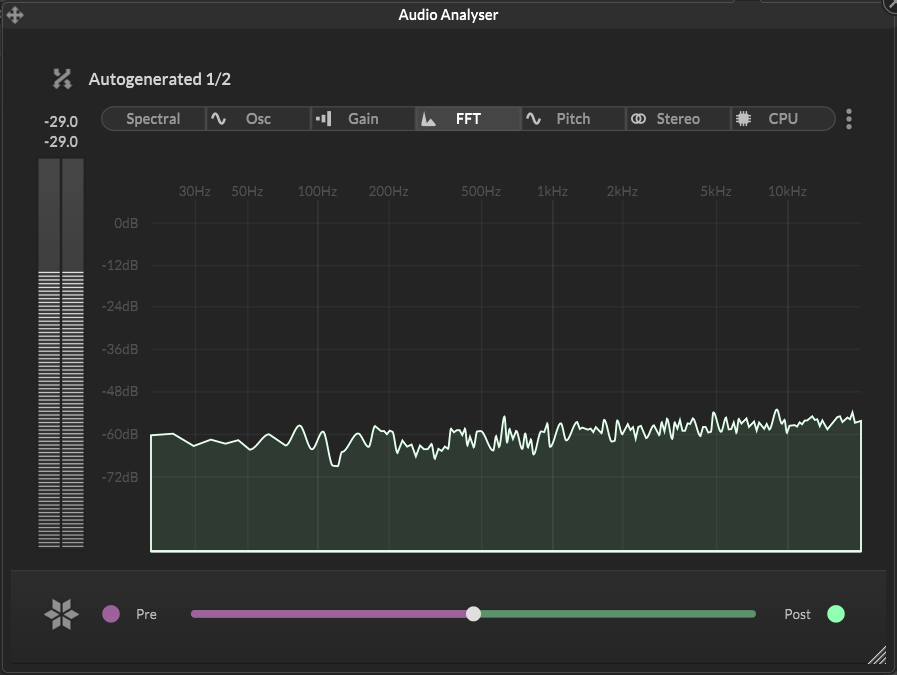 Audio Analyser
Autogenerated 1/2
-29.0
-29.0
Spectral Osc Gain FFT Pitch Stereo CPU
30Hz 50Hz 100Hz 200Hz 500Hz 1kHz 2kHz 5kHz 10kHz
0dB
-12dB
-24dB
-36dB
-48dB
-60dB
-72dB
Pre Post